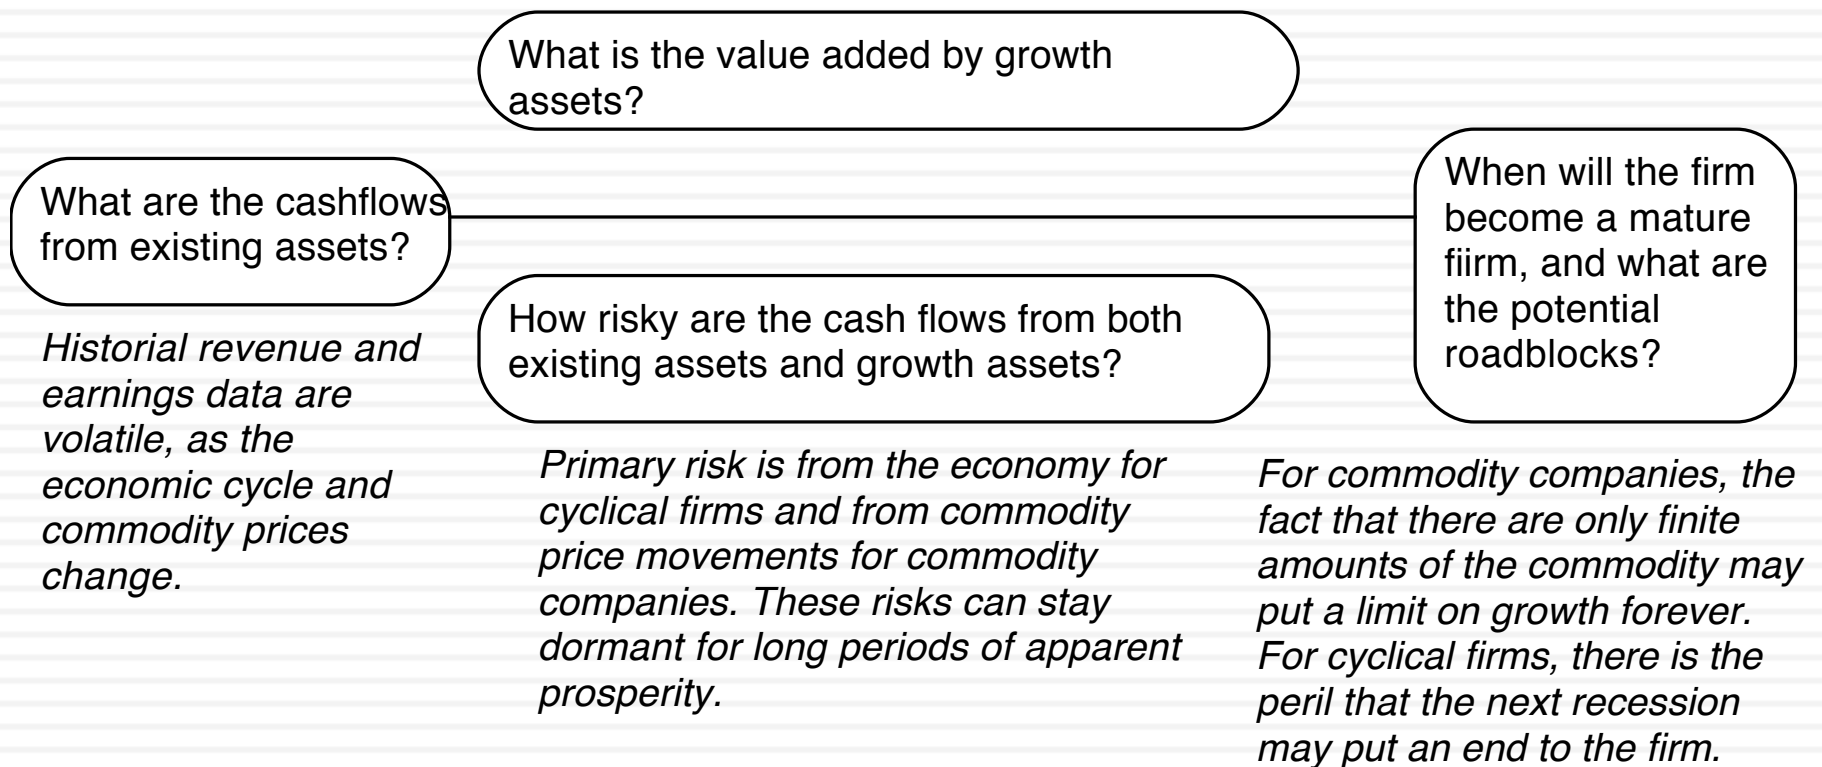 What is the value added by growth
assets?
What are the cashflows
from existing assets?
Historial revenue and
earnings data are
volatile, as the
economic cycle and
commodity prices
change.
How risky are the cash flows from both
existing assets and growth assets?
Primary risk is from the economy for
cyclical firms and from commodity
price movements for commodity
companies. These risks can stay
dormant for long periods of apparent
prosperity.
When will the firm
become a mature
fiirm, and what are
the potential
roadblocks?
For commodity companies, the
fact that there are only finite
amounts of the commodity may
put a limit on growth forever.
For cyclical firms, there is the
peril that the next recession
may put an end to the firm.